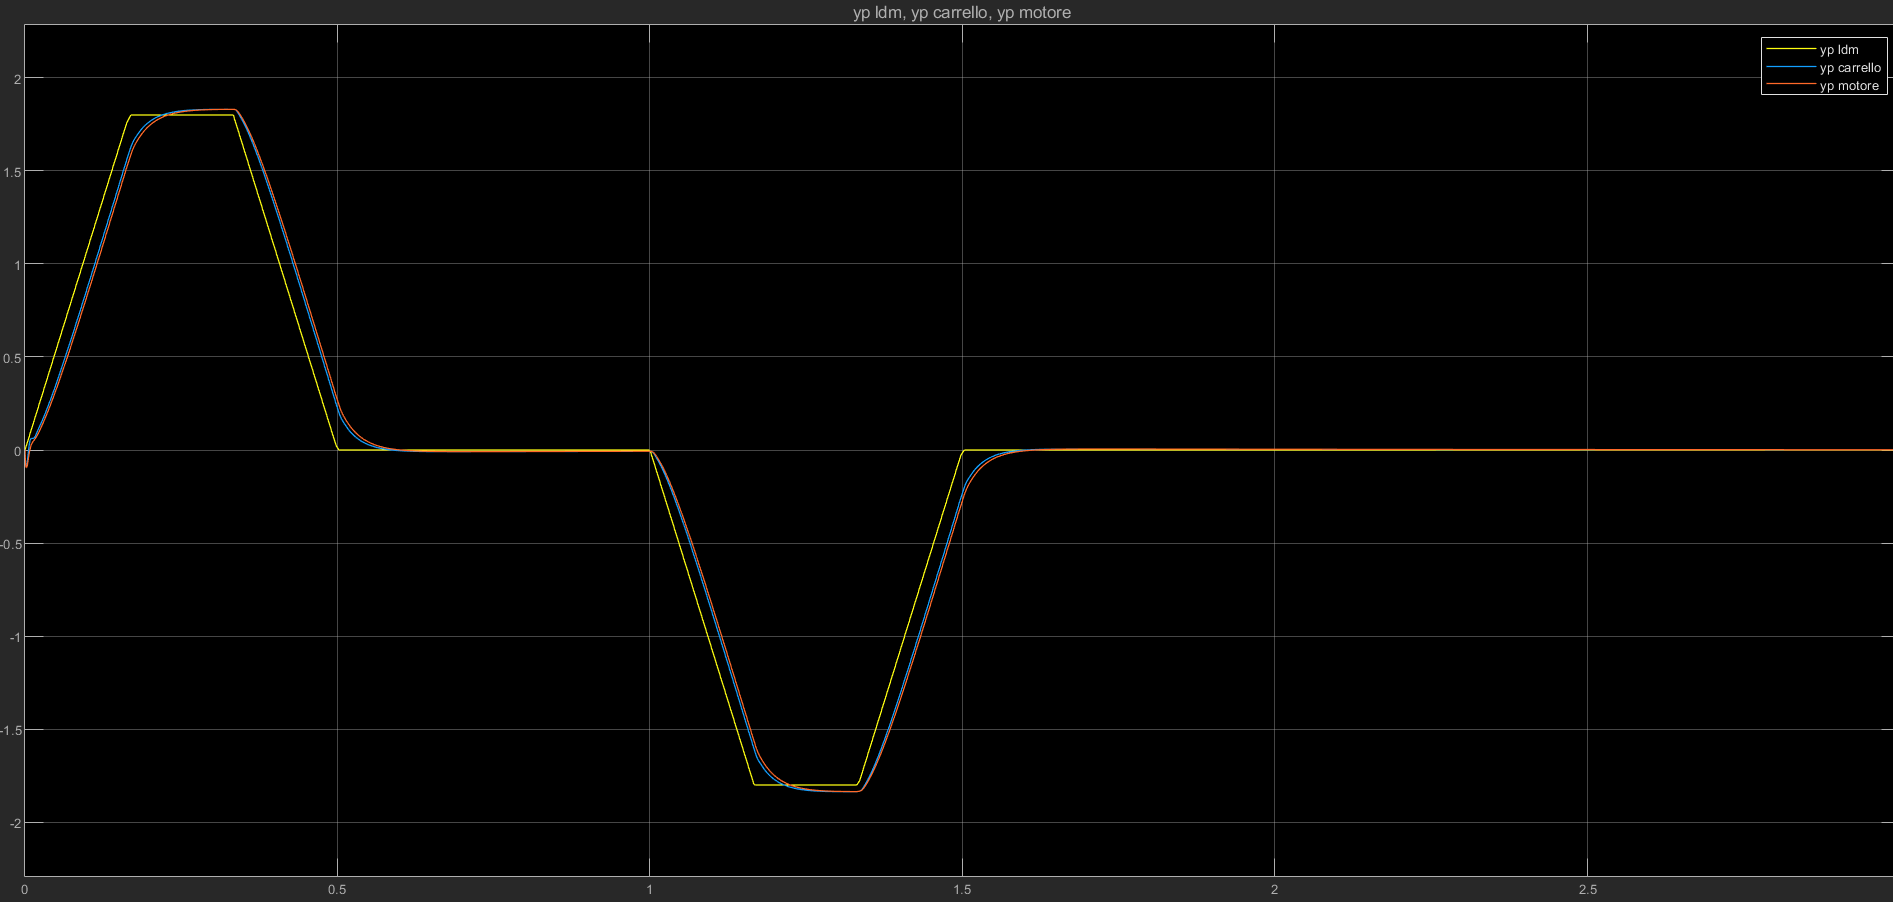 yp ldm, yp carrello, yp motore
yp ldm
yp carrello
yp motore
2
1.5
1
0.5
0
-0.5
-1
-1.5
-2
0 0.5 1 1.5 2 2.5